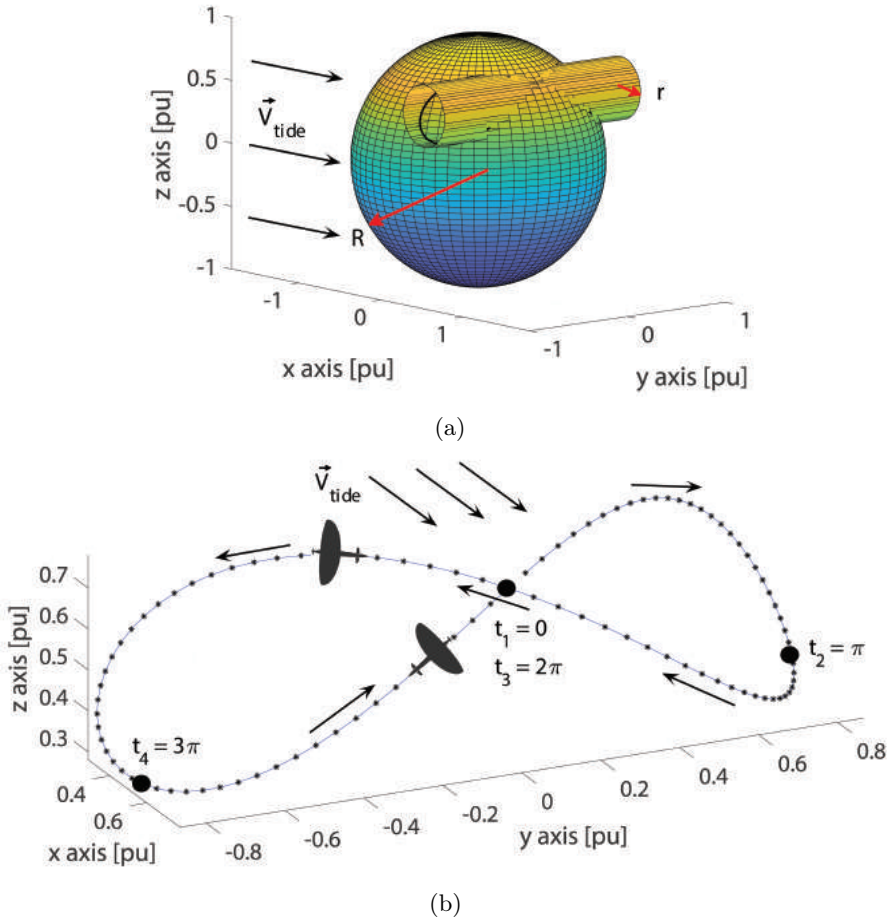 1
0.5
0
-0.5
-1
z axis [pu]
V⃗tide
R
r
-1
0
1
x axis [pu]
-1
0
1
y axis [pu]
(a)
V⃗tide
0.7
0.6
0.5
0.4
0.3
z axis [pu]
t1 = 0
t3 = 2π
t2 = π
t4 = 3π
0.4
0.6
x axis [pu]
-0.8
-0.6
-0.4
-0.2
0
0.2
0.4
0.6
0.8
y axis [pu]
(b)